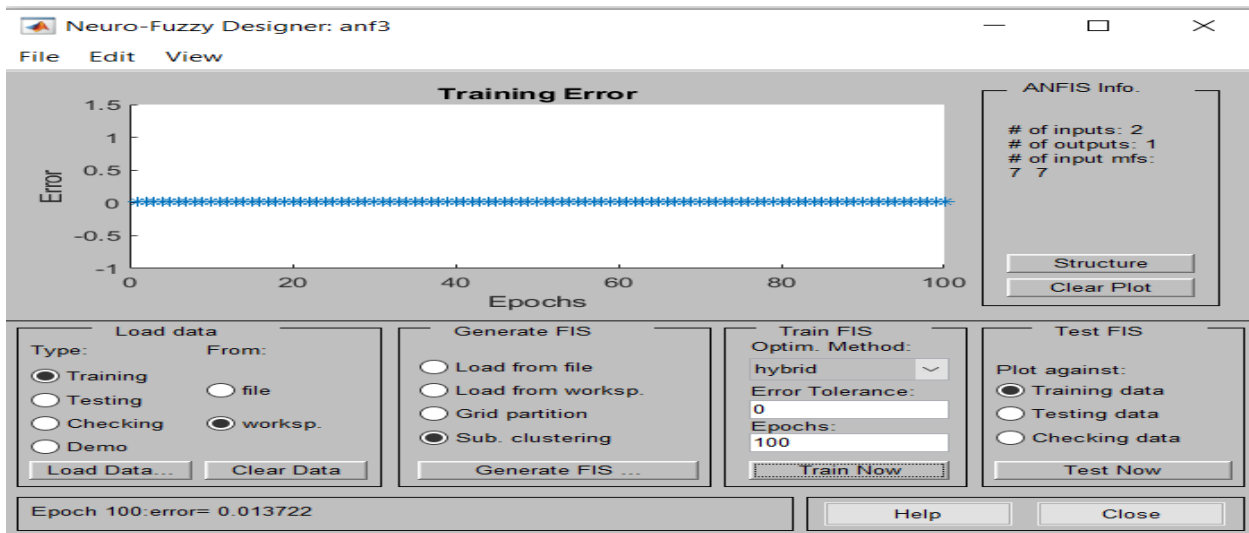 Neuro-Fuzzy Designer: anf3
File Edit View
Training Error
1.5
1
0.5
0
-0.5
-1
Error
0 20 40 60 80 100
Epochs
ANFIS Info.
# of inputs: 2
# of outputs: 1
# of input mfs:
7 7
Structure
Clear Plot
Load data
Type: From:
Training
Testing
Checking
Demo
file
worksp.
Load Data...
Clear Data
Generate FIS
Load from file
Load from worksp.
Grid partition
Sub. clustering
Generate FIS ...
Train FIS
Optim. Method:
hybrid
Error Tolerance:
0
Epochs:
100
Train Now
Test FIS
Plot against:
Training data
Testing data
Checking data
Test Now
Epoch 100:error= 0.013722
Help
Close